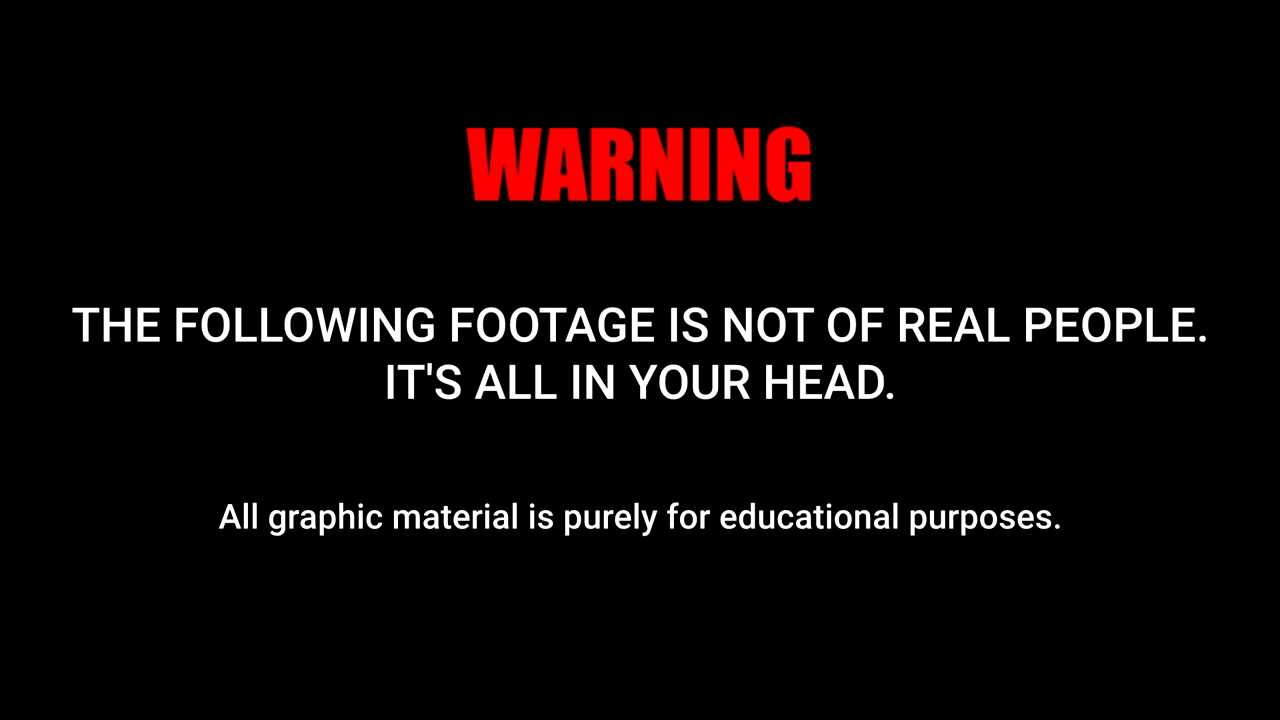 WARNING
THE FOLLOWING FOOTAGE IS NOT OF REAL PEOPLE.
IT'S ALL IN YOUR HEAD.
All graphic material is purely for educational purposes.